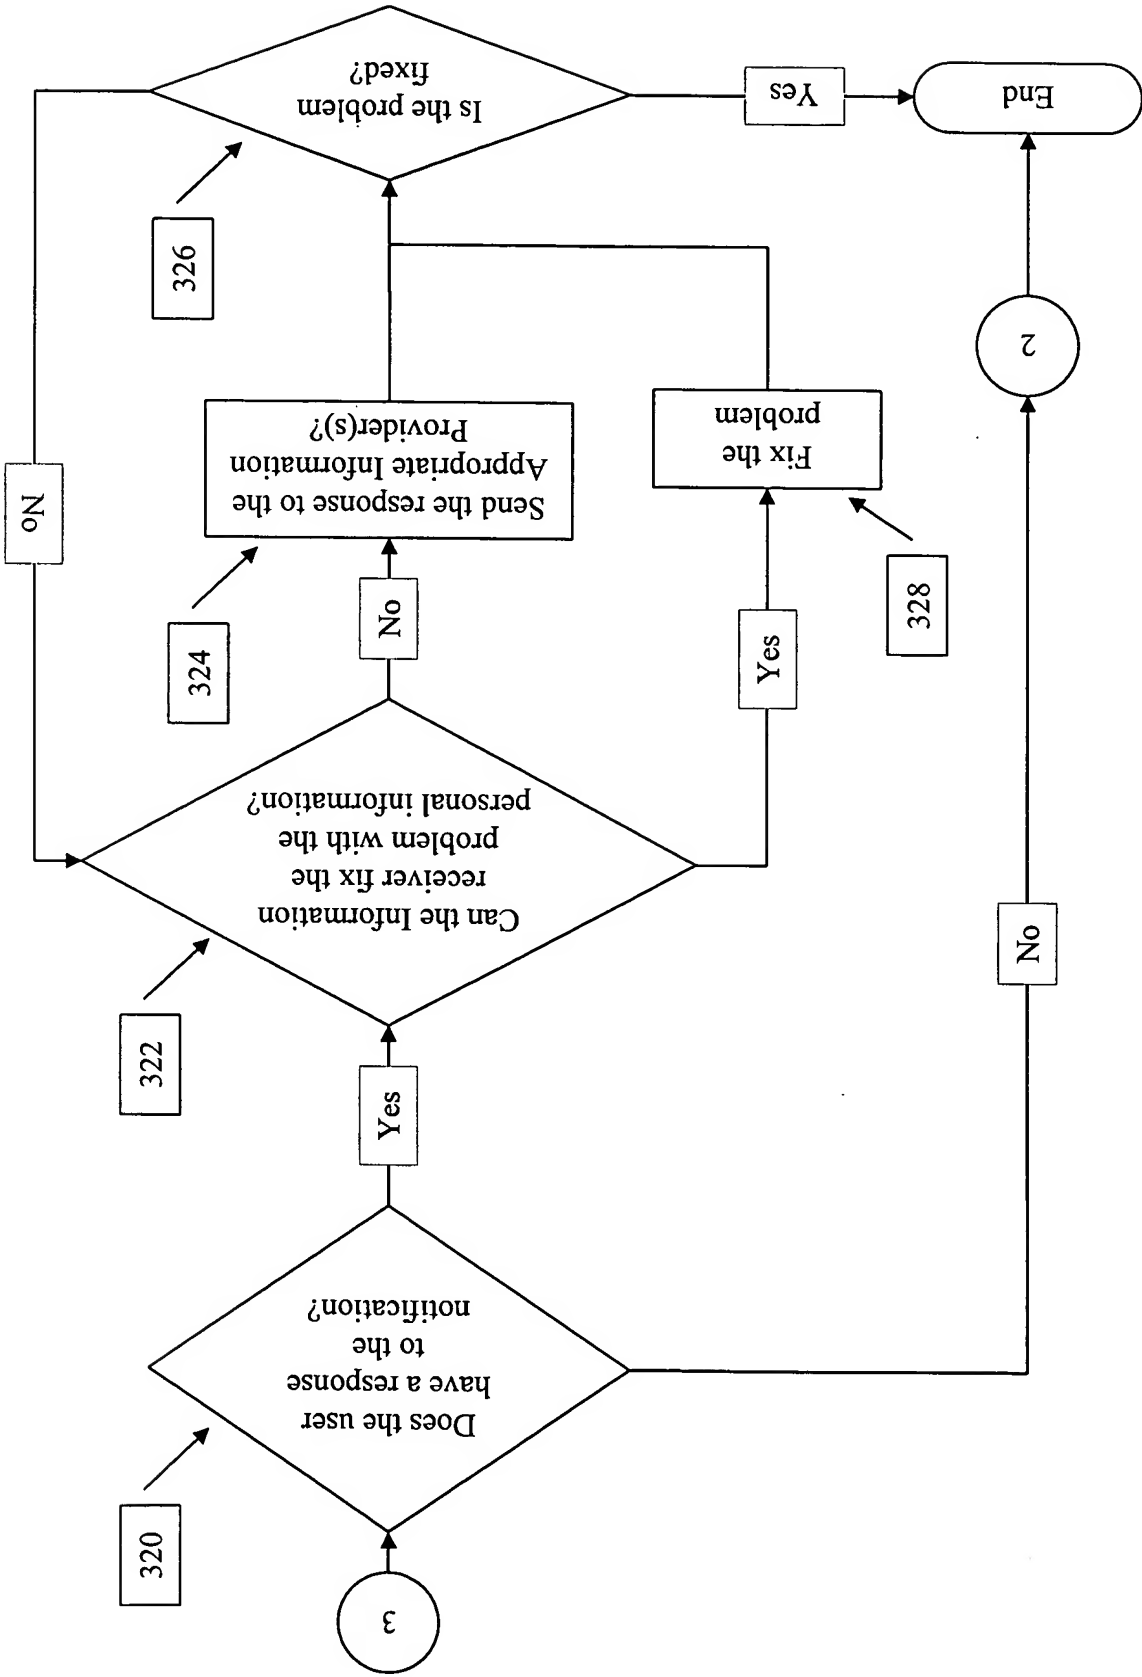 3
320
Does the user
have a response
to the
notification?
Yes
No
322
Can the Information
receiver fix the
problem with the
personal information?
No
Yes
324
Send the response to the
Appropriate Information
Provider(s)?
328
Fix the
problem
326
Is the problem
fixed?
No
Yes
2
End